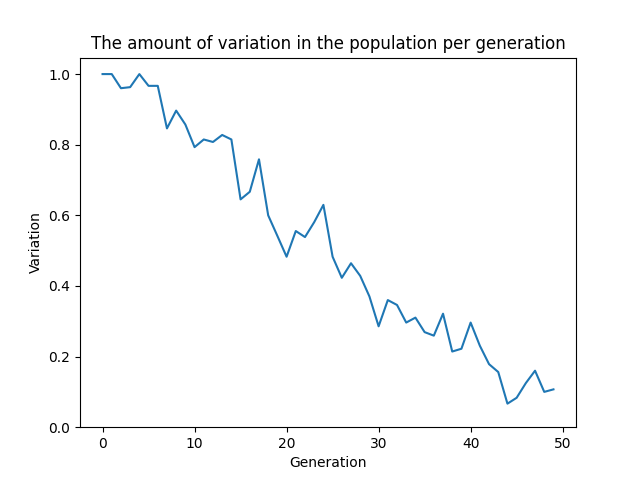 The amount of variation in the population per generation
1.0
0.8
0.6
0.4
0.2
0.0
Variation
0 10 20 30 40 50
Generation